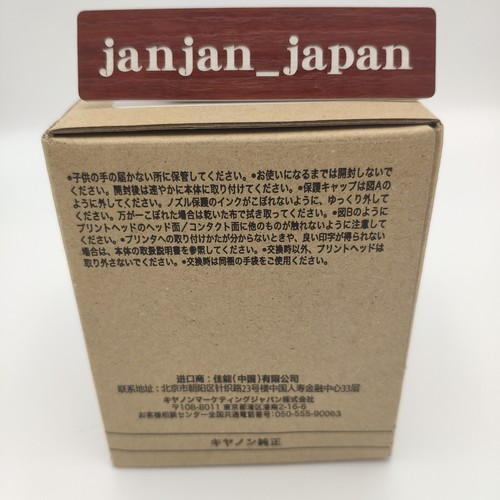 janjan_japan
●子供の手の届かない所に保管してください。●お使いになるまでは開封しないで
ください。開封後は速やかに本体に取り付けてください。●保護キャップは図Aの
ように外してください。ノズル保護のインクがこぼれないように、ゆっくり外して
ください。万がーこぼれた場合は乾いた布で拭き取ってください。●図Bのように
プリントヘッドのヘッド面/コンタクト面に他のものが触れないように注意して
ください。●プリンタへの取り付けかたが分からないときや、良い印字が得られない
場合は、本体の取扱説明書を参照してください。●交換時以外、プリントヘッドは
取り外さないでください。●交換時は同梱の手袋をご使用ください。
进口商:佳能(中国)有限公司
联系地址:北京市朝阳区针织路23号楼中国人寿金融中心33层
キヤノンマーケティングジャパン株式会社
〒108-8011 東京都港区港南2-16-6
お客様相談センター全国共通電話番号:050-555-90063
キヤノン純正